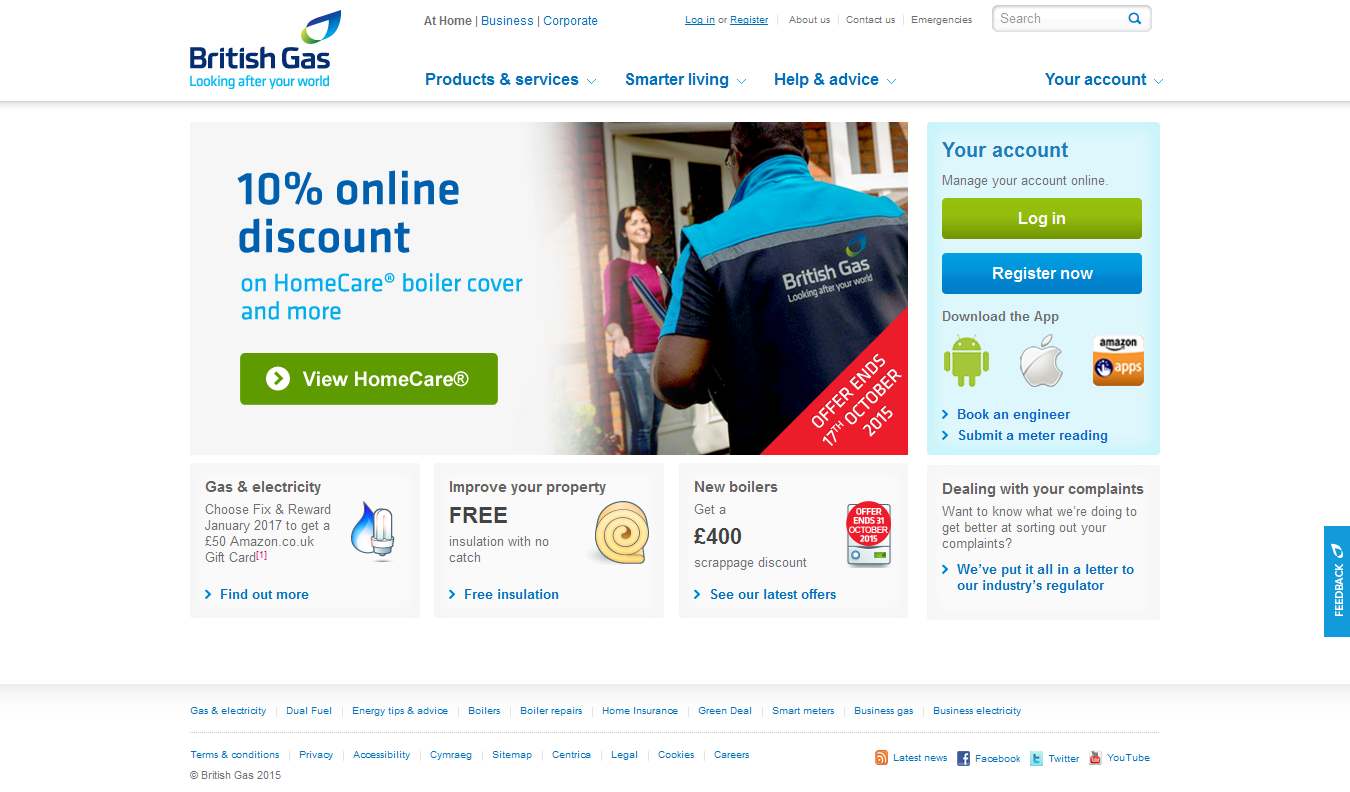 British Gas
Looking after your world
At Home | Business | Corporate
Log in or Register
About us
Contact us
Emergencies
Search
Products & services
Smarter living
Help & advice
Your account
10% online
discount
on HomeCare® boiler cover
and more
View HomeCare®
British Gas
Looking after your world
OFFER ENDS
17TH OCTOBER
2015
Your account
Manage your account online.
Log in
Register now
Download the App
amazon
apps
Book an engineer
Submit a meter reading
Gas & electricity
Choose Fix & Reward
January 2017 to get a
£50 Amazon.co.uk
Gift Card[1]
Find out more
Improve your property
FREE
insulation with no
catch
Free insulation
New boilers
Get a
£400
scrappage discount
OFFER
ENDS 31
OCTOBER
2015
See our latest offers
Dealing with your complaints
Want to know what we're doing to
get better at sorting out your
complaints?
We've put it all in a letter to
our industry's regulator
FEEDBACK
Gas & electricity
Dual Fuel
Energy tips & advice
Boilers
Boiler repairs
Home Insurance
Green Deal
Smart meters
Business gas
Business electricity
Terms & conditions
Privacy
Accessibility
Cymraeg
Sitemap
Centrica
Legal
Cookies
Careers
Latest news
Facebook
Twitter
YouTube
© British Gas 2015